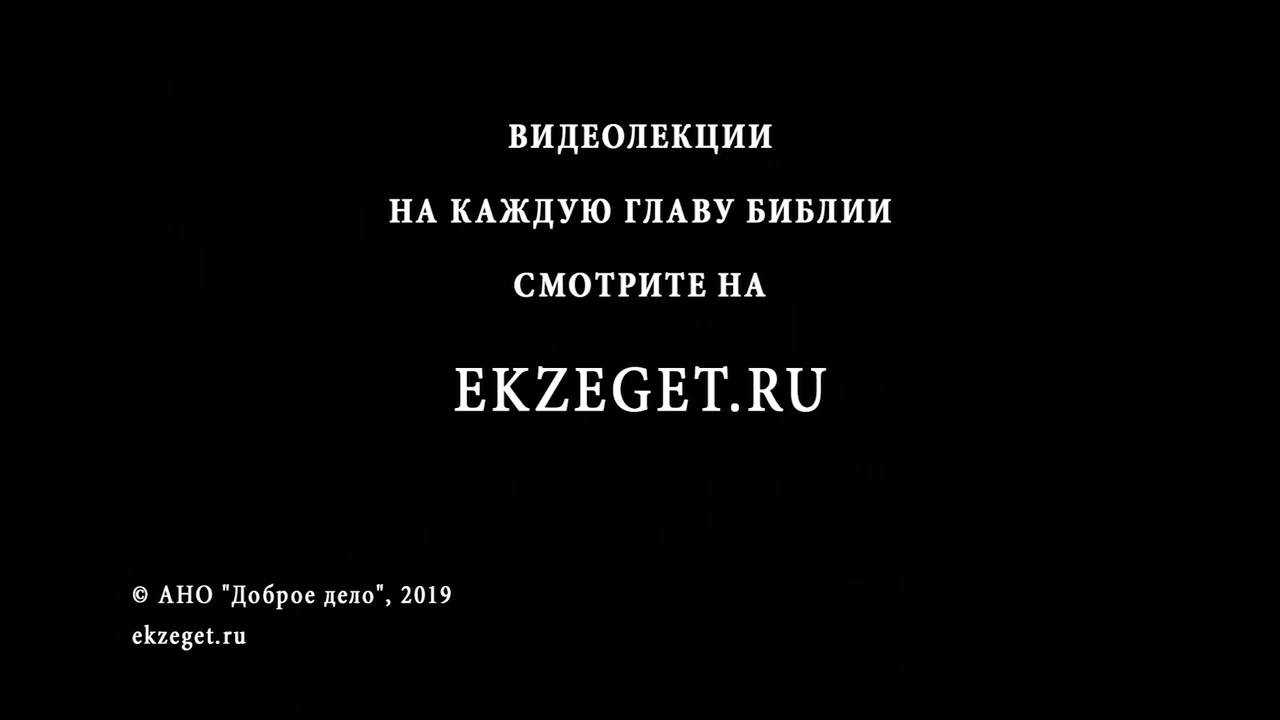 ВИДЕОЛЕКЦИИ
НА КАЖДУЮ ГЛАВУ БИБЛИИ
СМОТРИТЕ НА
EKZEGET.RU
© АНО "Доброе дело", 2019
ekzeget.ru